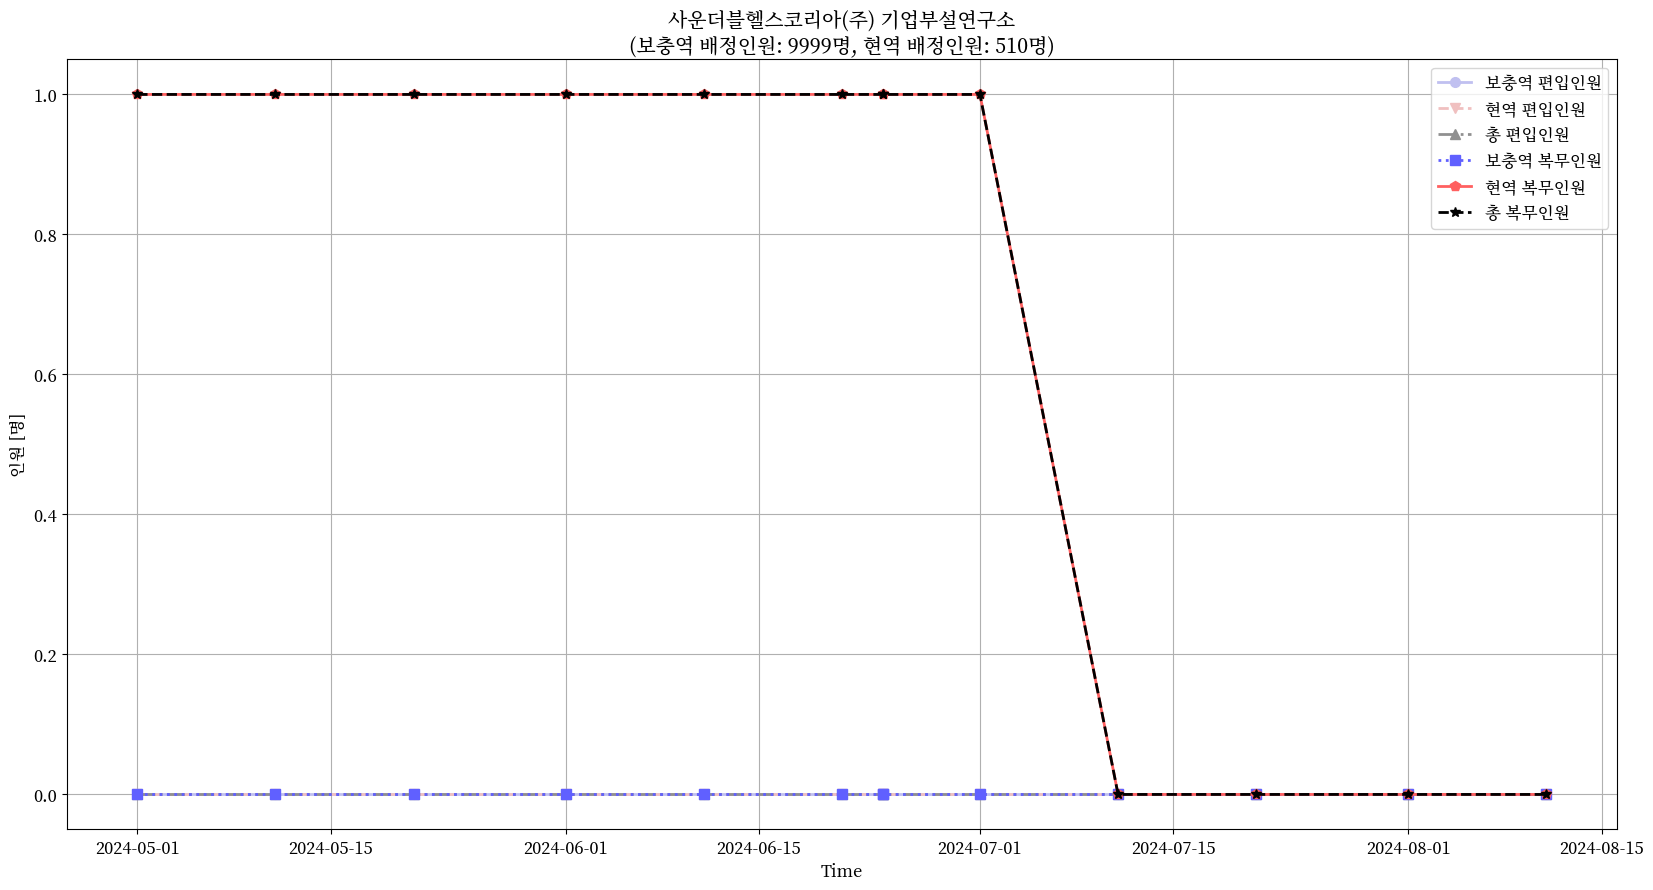 사운더블헬스코리아(주) 기업부설연구소
(보충역 배정인원: 9999명, 현역 배정인원: 510명)
보충역 편입인원
현역 편입인원
총 편입인원
보충역 복무인원
현역 복무인원
총 복무인원
인원 [명]
1.0
0.8
0.6
0.4
0.2
0.0
2024-05-01
2024-05-15
2024-06-01
2024-06-15
2024-07-01
2024-07-15
2024-08-01
2024-08-15
Time